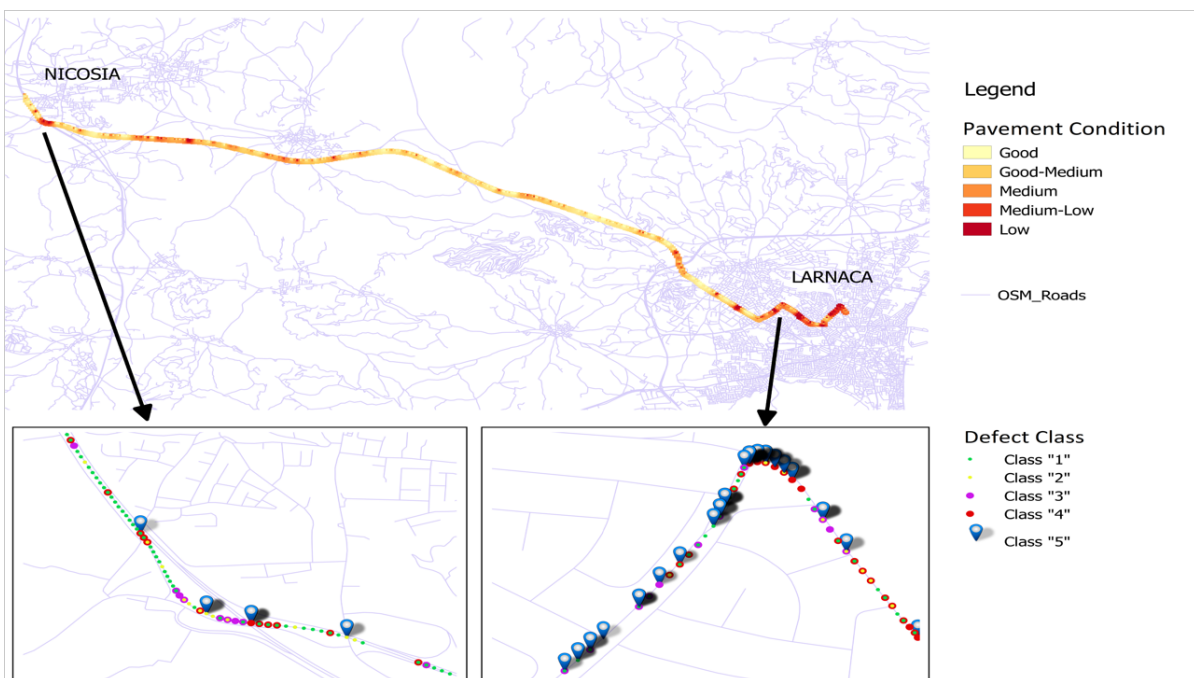 NICOSIA
LARNACA
Legend
Pavement Condition
Good
Good-Medium
Medium
Medium-Low
Low
OSM_Roads
Defect Class
Class "1"
Class "2"
Class "3"
Class "4"
Class "5"